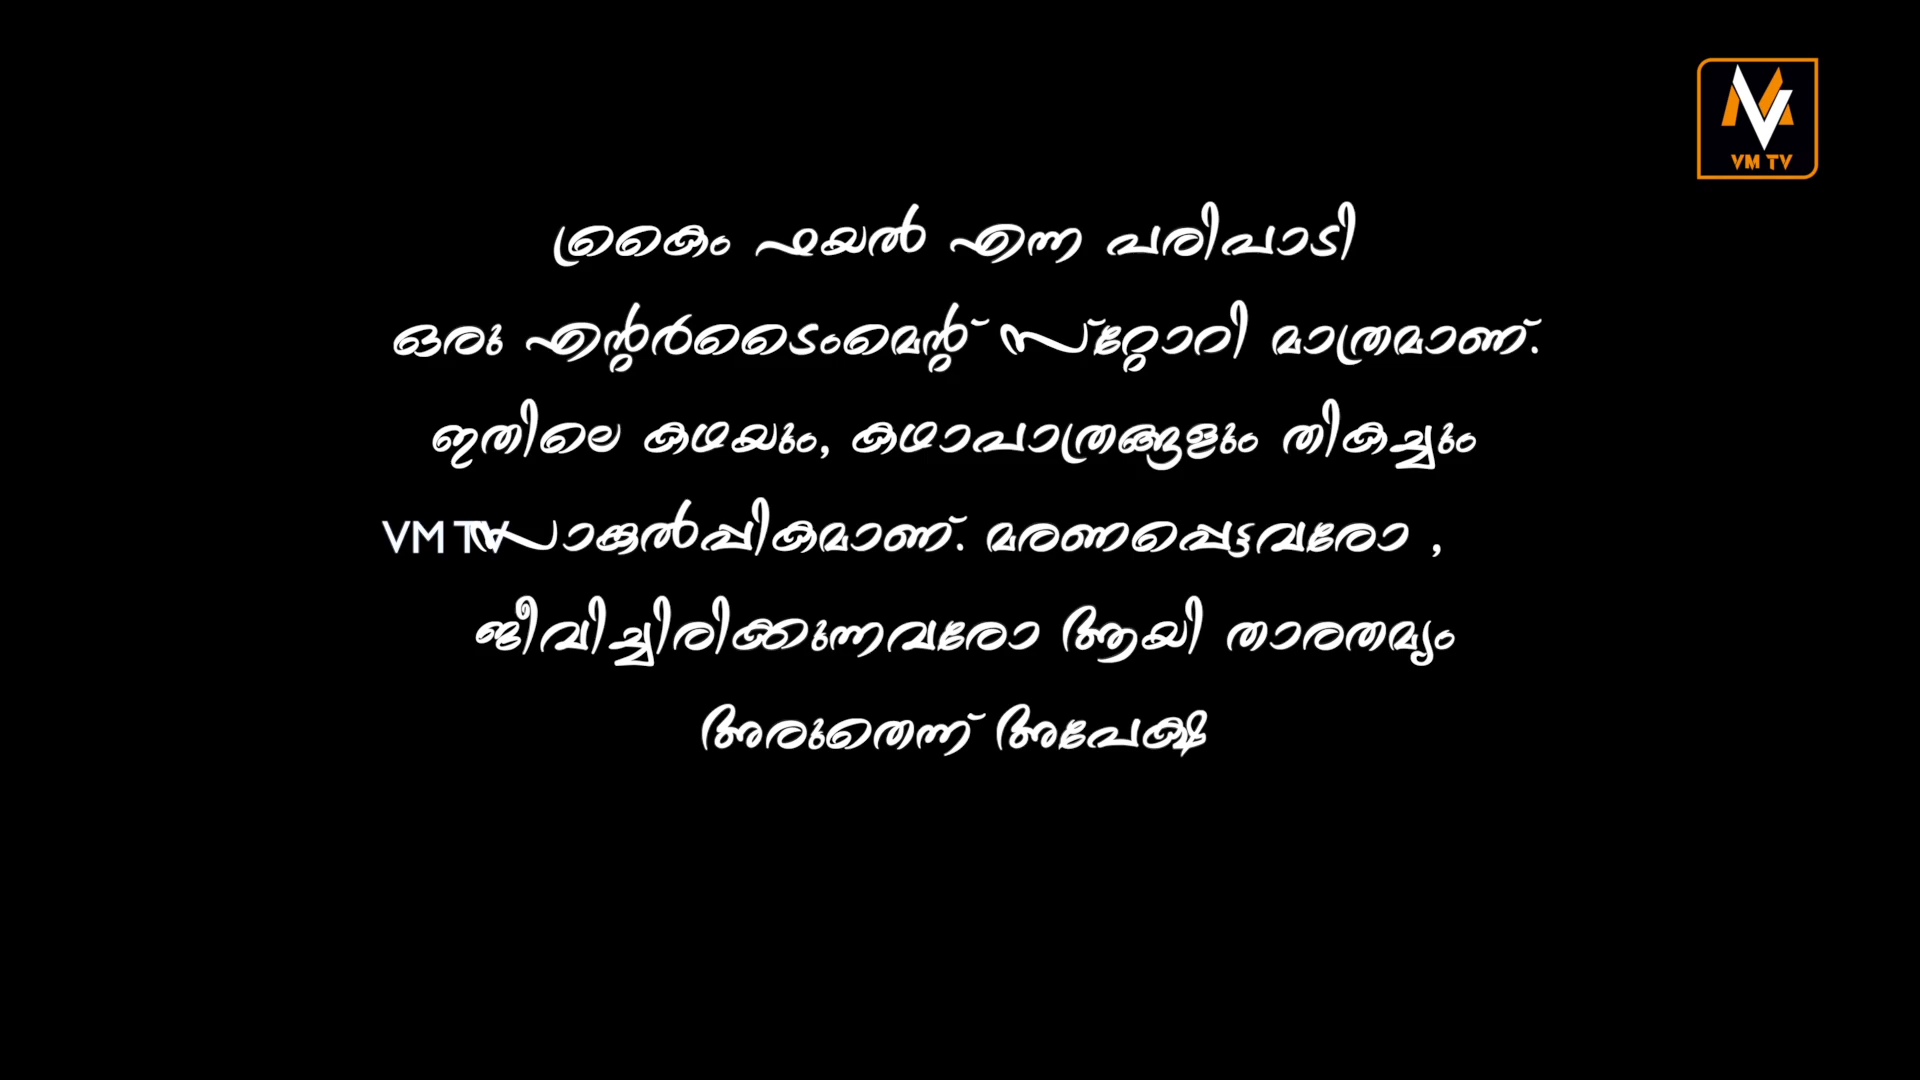 VM TV
ക്രൈം ഫയൽ എന്ന പരിപാടി
ഒരു എന്റർടൈംമെന്റ് സ്റ്റോറി മാത്രമാണ്.
ഇതിലെ കഥയും, കഥാപാത്രങ്ങളും തികച്ചും
VM TV സാങ്കൽപ്പികമാണ്. മരണപ്പെട്ടവരോ ,
ജീവിച്ചിരിക്കുന്നവരോ ആയി താരതമ്യം
അരുതെന്ന് അപേക്ഷ